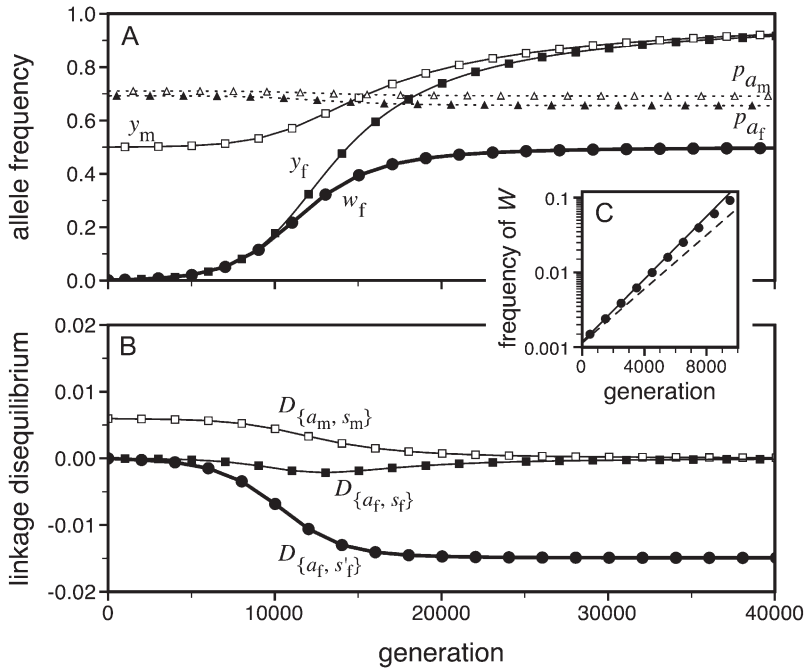 A
allele frequency
1.0
0.8
0.6
0.4
0.2
0.0
y_m
y_f
w_f
p_{a_m}
p_{a_f}
C
frequency of W
0.1
0.01
0.001
0 4000 8000
generation
B
linkage disequilibrium
0.02
0.01
0.00
-0.01
-0.02
D_{{a_m, s_m}}
D_{{a_f, s_f}}
D_{{a_f, s'_f}}
0 10000 20000 30000 40000
generation